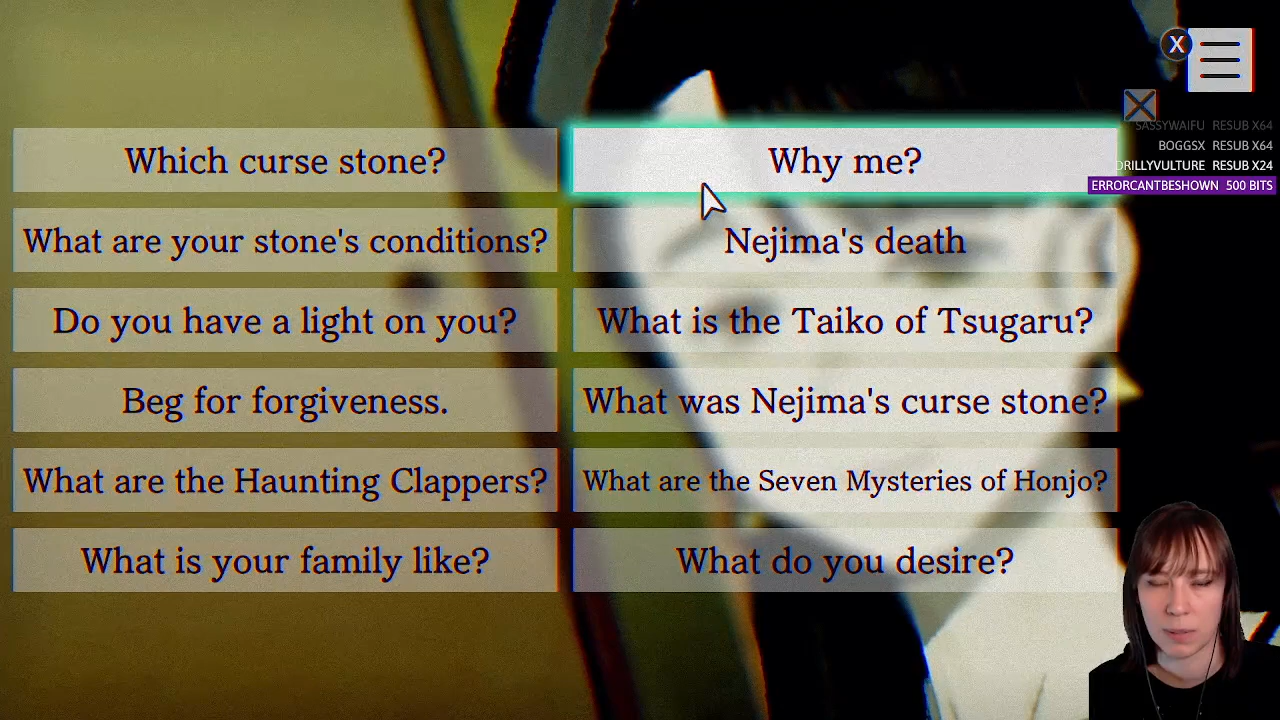 X
SASSYWAIFU RESUB X64
BOGGSX RESUB X64
DRILLYVULTURE RESUB X24
ERRORCANTBESHOWN 500 BITS
Which curse stone?
Why me?
What are your stone's conditions?
Nejima's death
Do you have a light on you?
What is the Taiko of Tsugaru?
Beg for forgiveness.
What was Nejima's curse stone?
What are the Haunting Clappers?
What are the Seven Mysteries of Honjo?
What is your family like?
What do you desire?